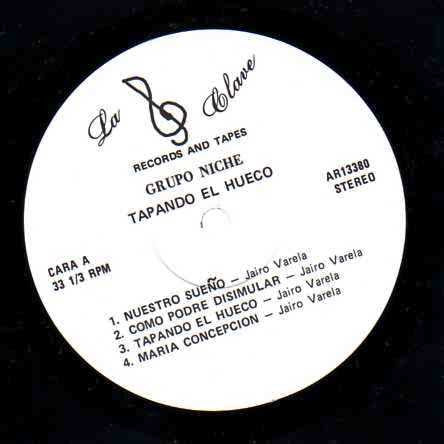 La Clave
RECORDS AND TAPES
GRUPO NICHE
TAPANDO EL HUECO
AR13380
STEREO
CARA A
33 1/3 RPM
1. NUESTRO SUEÑO – Jairo Varela
2. COMO PODRE DISIMULAR – Jairo Varela
3. TAPANDO EL HUECO – Jairo Varela
4. MARIA CONCEPCION – Jairo Varela